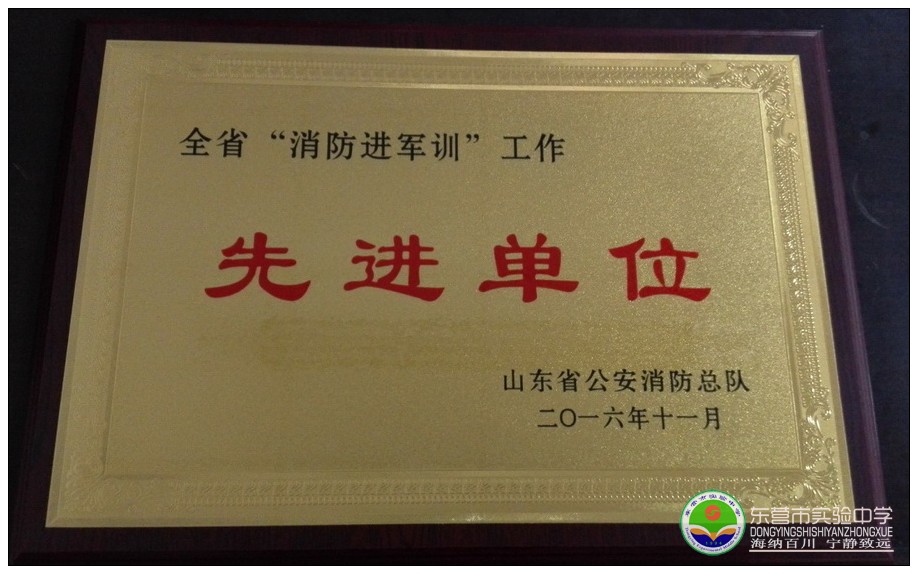 全省“消防进军训”工作
先进单位
山东省公安消防总队
二〇一六年十一月
东营市实验中学
DONGYINGSHISHIYANZHONGXUE
海纳百川 宁静致远